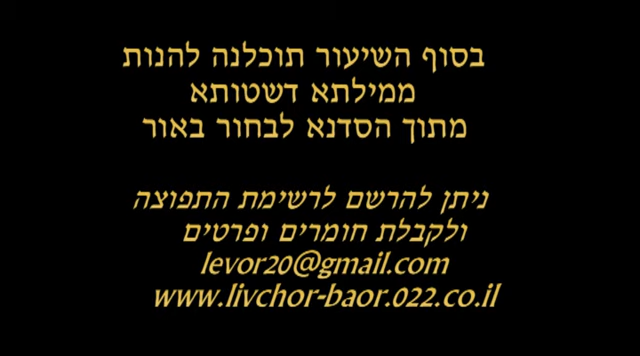 בסוף השיעור תוכלנה להנות
ממילתא דשטותא
מתוך הסדנא לבחור באור
ניתן להרשם לרשימת התפוצה
ולקבלת חומרים ופרטים
levor20@gmail.com
www.livchor-baor.022.co.il